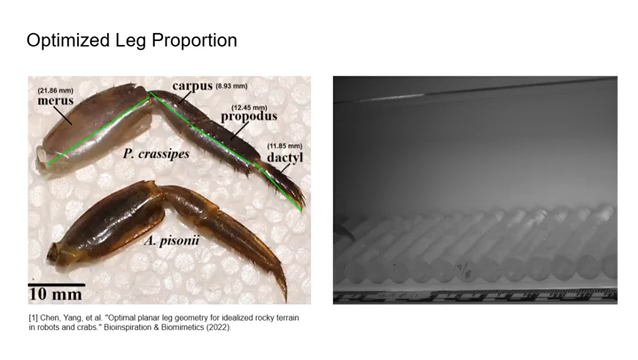 Optimized Leg Proportion
(21.86 mm)
merus
carpus (8.93 mm)
(12.45 mm)
propodus
(11.85 mm)
dactyl
P. crassipes
A. pisonii
10 mm
[1] Chen, Yang, et al. "Optimal planar leg geometry for idealized rocky terrain
in robots and crabs." Bioinspiration & Biomimetics (2022).